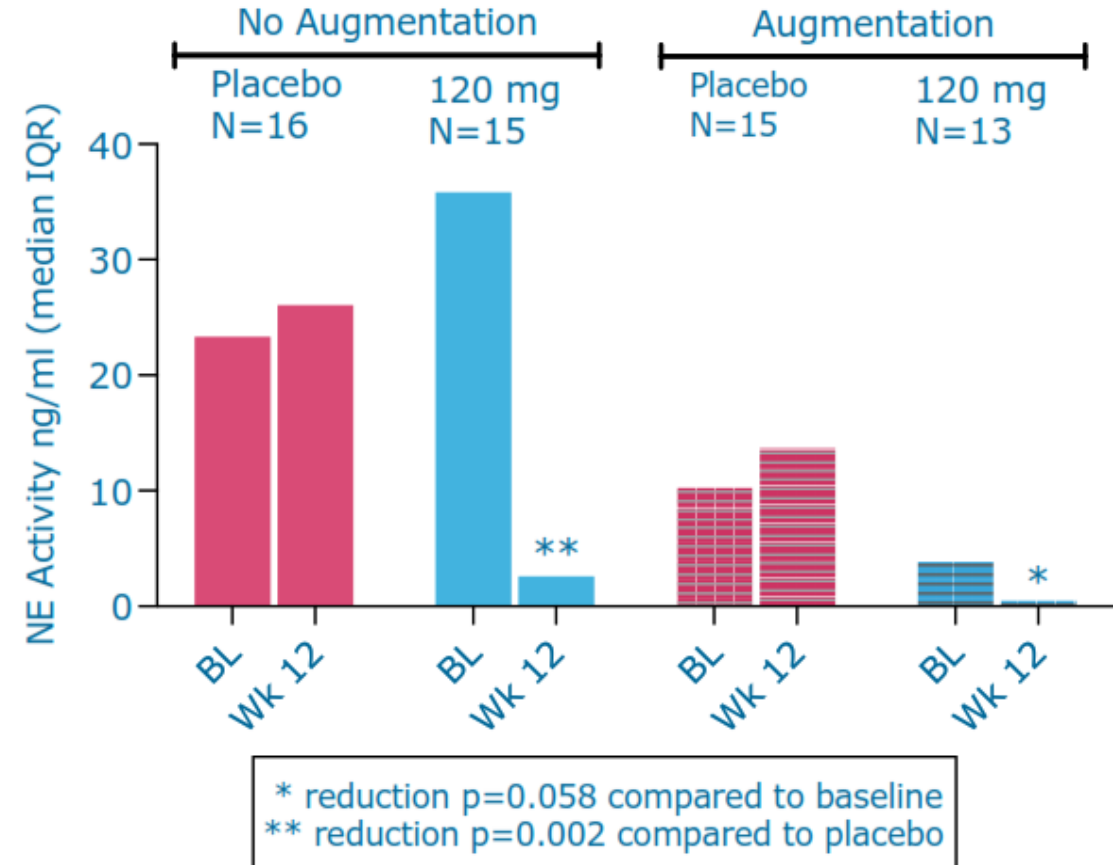 No Augmentation
Augmentation
Placebo
N=16
120 mg
N=15
Placebo
N=15
120 mg
N=13
NE Activity ng/ml (median IQR)
40
30
20
10
0
**
*
BL
Wk 12
BL
Wk 12
BL
Wk 12
BL
Wk 12
* reduction p=0.058 compared to baseline
** reduction p=0.002 compared to placebo